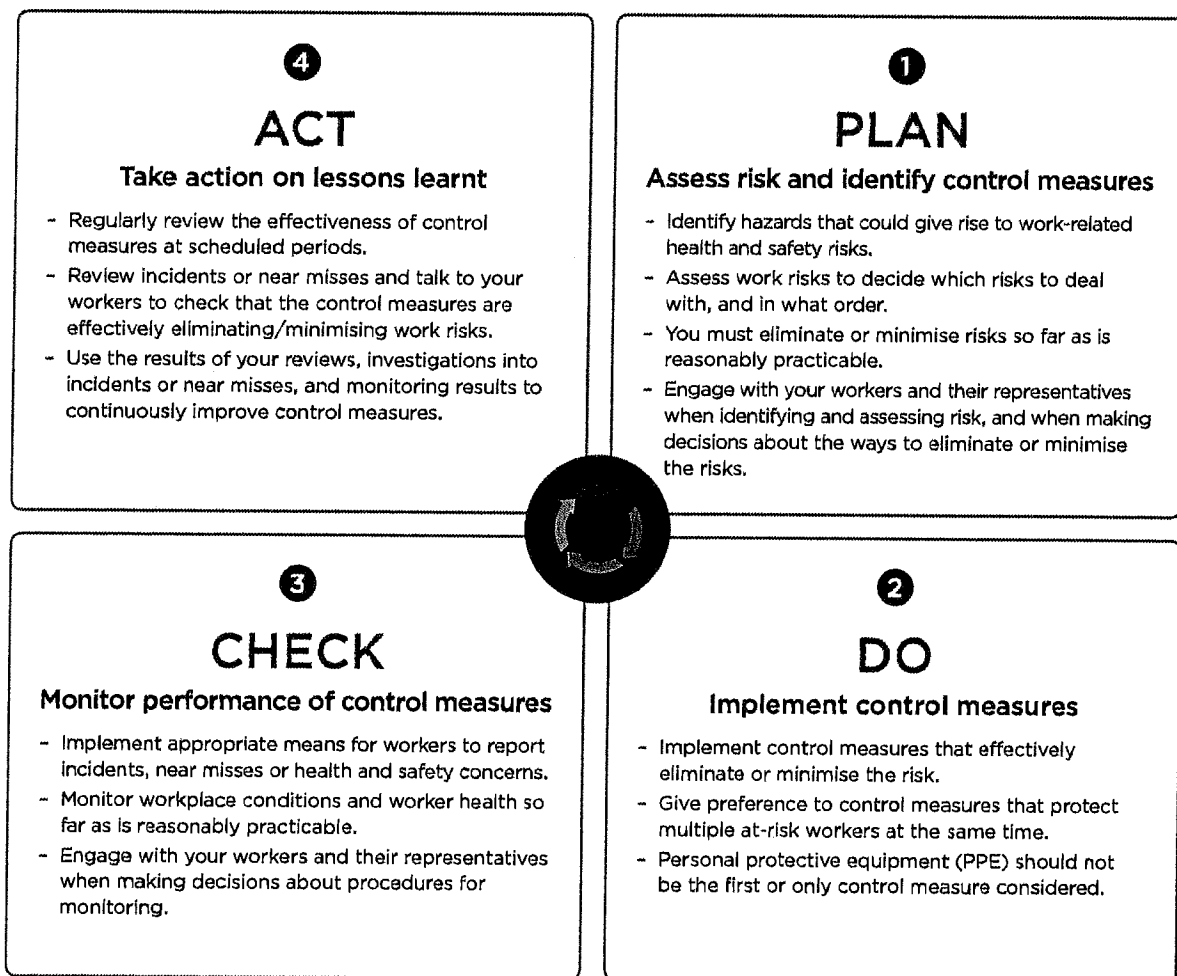 4
ACT
Take action on lessons learnt
- Regularly review the effectiveness of control
measures at scheduled periods.
- Review incidents or near misses and talk to your
workers to check that the control measures are
effectively eliminating/minimising work risks.
- Use the results of your reviews, investigations into
incidents or near misses, and monitoring results to
continuously improve control measures.
1
PLAN
Assess risk and identify control measures
- Identify hazards that could give rise to work-related
health and safety risks.
- Assess work risks to decide which risks to deal
with, and in what order.
- You must eliminate or minimise risks so far as is
reasonably practicable.
- Engage with your workers and their representatives
when identifying and assessing risk, and when making
decisions about the ways to eliminate or minimise
the risks.
3
CHECK
Monitor performance of control measures
- Implement appropriate means for workers to report
incidents, near misses or health and safety concerns.
- Monitor workplace conditions and worker health so
far as is reasonably practicable.
- Engage with your workers and their representatives
when making decisions about procedures for
monitoring.
2
DO
Implement control measures
- Implement control measures that effectively
eliminate or minimise the risk.
- Give preference to control measures that protect
multiple at-risk workers at the same time.
- Personal protective equipment (PPE) should not
be the first or only control measure considered.